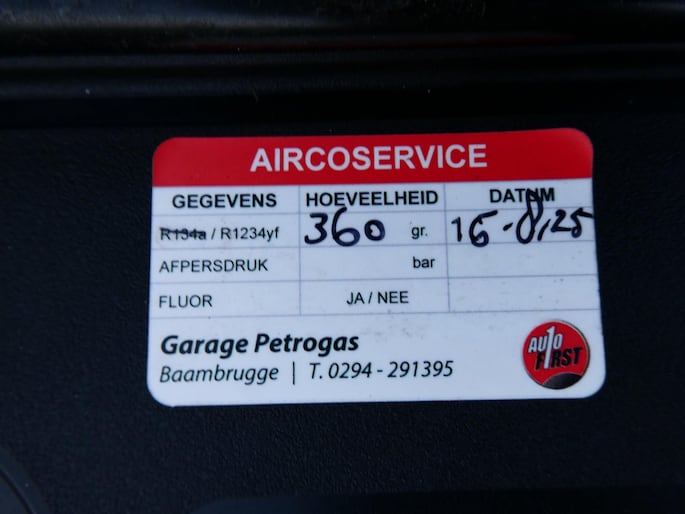 AIRCOSERVICE
GEGEVENS HOEVEELHEID DATUM
R134a / R1234yf 360 gr. 16-8,25
AFPERSDRUK bar
FLUOR JA / NEE
Garage Petrogas
Baambrugge | T. 0294 - 291395
AUTO
F1RST